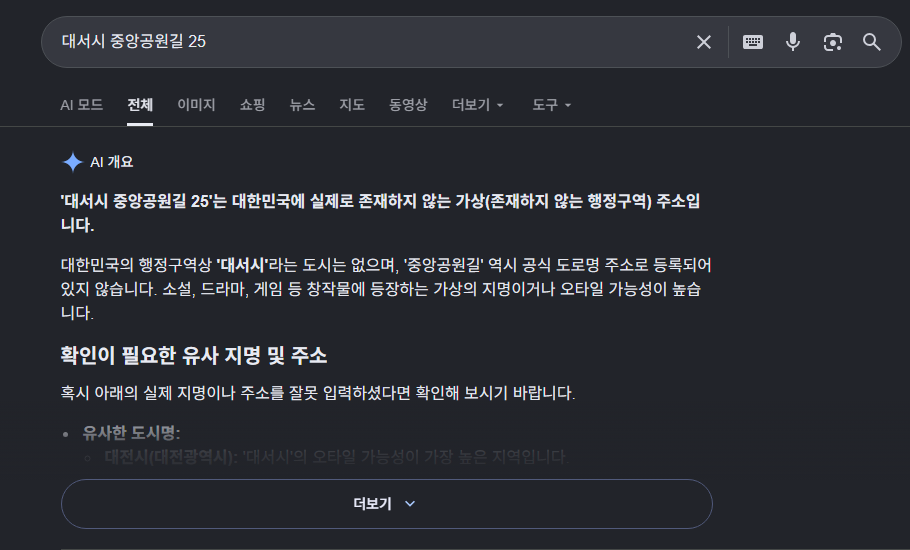 대서시 중앙공원길 25
AI 모드 전체 이미지 쇼핑 뉴스 지도 동영상 더보기 도구
AI 개요
'대서시 중앙공원길 25'는 대한민국에 실제로 존재하지 않는 가상(존재하지 않는 행정구역) 주소입
니다.
대한민국의 행정구역상 '대서시'라는 도시는 없으며, '중앙공원길' 역시 공식 도로명 주소로 등록되어
있지 않습니다. 소설, 드라마, 게임 등 창작물에 등장하는 가상의 지명이거나 오타일 가능성이 높습
니다.
확인이 필요한 유사 지명 및 주소
혹시 아래의 실제 지명이나 주소를 잘못 입력하셨다면 확인해 보시기 바랍니다.
• 유사한 도시명:
◦ 대전시(대전광역시): '대서시'의 오타일 가능성이 가장 높은 지역입니다.
더보기